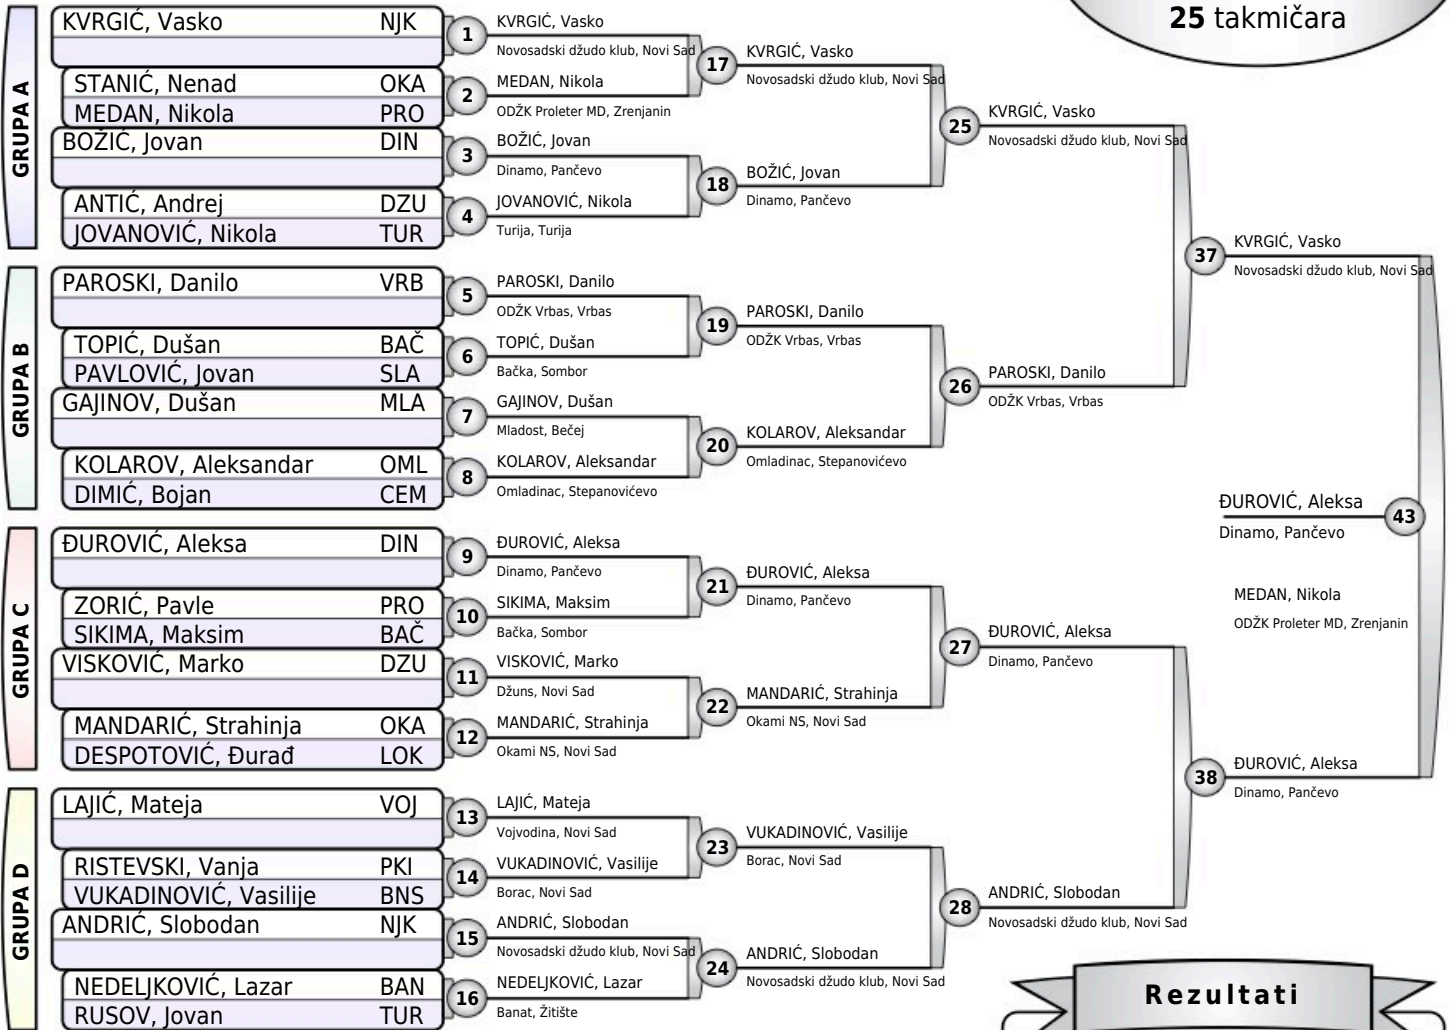 25 takmičara
GRUPA A
KVRGIĆ, Vasko NJK
STANIĆ, Nenad OKA
MEDAN, Nikola PRO
BOŽIĆ, Jovan DIN
ANTIĆ, Andrej DZU
JOVANOVIĆ, Nikola TUR
GRUPA B
PAROSKI, Danilo VRB
TOPIĆ, Dušan BAČ
PAVLOVIĆ, Jovan SLA
GAJINOV, Dušan MLA
KOLAROV, Aleksandar OML
DIMIĆ, Bojan CEM
GRUPA C
ĐUROVIĆ, Aleksa DIN
ZORIĆ, Pavle PRO
SIKIMA, Maksim BAČ
VISKOVIĆ, Marko DZU
MANDARIĆ, Strahinja OKA
DESPOTOVIĆ, Đurađ LOK
GRUPA D
LAJIĆ, Mateja VOJ
RISTEVSKI, Vanja PKI
VUKADINOVIĆ, Vasilije BNS
ANDRIĆ, Slobodan NJK
NEDELJKOVIĆ, Lazar BAN
RUSOV, Jovan TUR
1
KVRGIĆ, Vasko
Novosadski džudo klub, Novi Sad
2
MEDAN, Nikola
ODŽK Proleter MD, Zrenjanin
3
BOŽIĆ, Jovan
Dinamo, Pančevo
4
JOVANOVIĆ, Nikola
Turija, Turija
5
PAROSKI, Danilo
ODŽK Vrbas, Vrbas
6
TOPIĆ, Dušan
Bačka, Sombor
7
GAJINOV, Dušan
Mladost, Bečej
8
KOLAROV, Aleksandar
Omladinac, Stepanovićevo
9
ĐUROVIĆ, Aleksa
Dinamo, Pančevo
10
SIKIMA, Maksim
Bačka, Sombor
11
VISKOVIĆ, Marko
Džuns, Novi Sad
12
MANDARIĆ, Strahinja
Okami NS, Novi Sad
13
LAJIĆ, Mateja
Vojvodina, Novi Sad
14
VUKADINOVIĆ, Vasilije
Borac, Novi Sad
15
ANDRIĆ, Slobodan
Novosadski džudo klub, Novi Sad
16
NEDELJKOVIĆ, Lazar
Banat, Žitište
17
KVRGIĆ, Vasko
Novosadski džudo klub, Novi Sad
18
BOŽIĆ, Jovan
Dinamo, Pančevo
19
PAROSKI, Danilo
ODŽK Vrbas, Vrbas
20
KOLAROV, Aleksandar
Omladinac, Stepanovićevo
21
ĐUROVIĆ, Aleksa
Dinamo, Pančevo
22
MANDARIĆ, Strahinja
Okami NS, Novi Sad
23
VUKADINOVIĆ, Vasilije
Borac, Novi Sad
24
ANDRIĆ, Slobodan
Novosadski džudo klub, Novi Sad
25
KVRGIĆ, Vasko
Novosadski džudo klub, Novi Sad
26
PAROSKI, Danilo
ODŽK Vrbas, Vrbas
27
ĐUROVIĆ, Aleksa
Dinamo, Pančevo
28
ANDRIĆ, Slobodan
Novosadski džudo klub, Novi Sad
37
KVRGIĆ, Vasko
Novosadski džudo klub, Novi Sad
ĐUROVIĆ, Aleksa 43
Dinamo, Pančevo
MEDAN, Nikola
ODŽK Proleter MD, Zrenjanin
38
ĐUROVIĆ, Aleksa
Dinamo, Pančevo
Rezultati